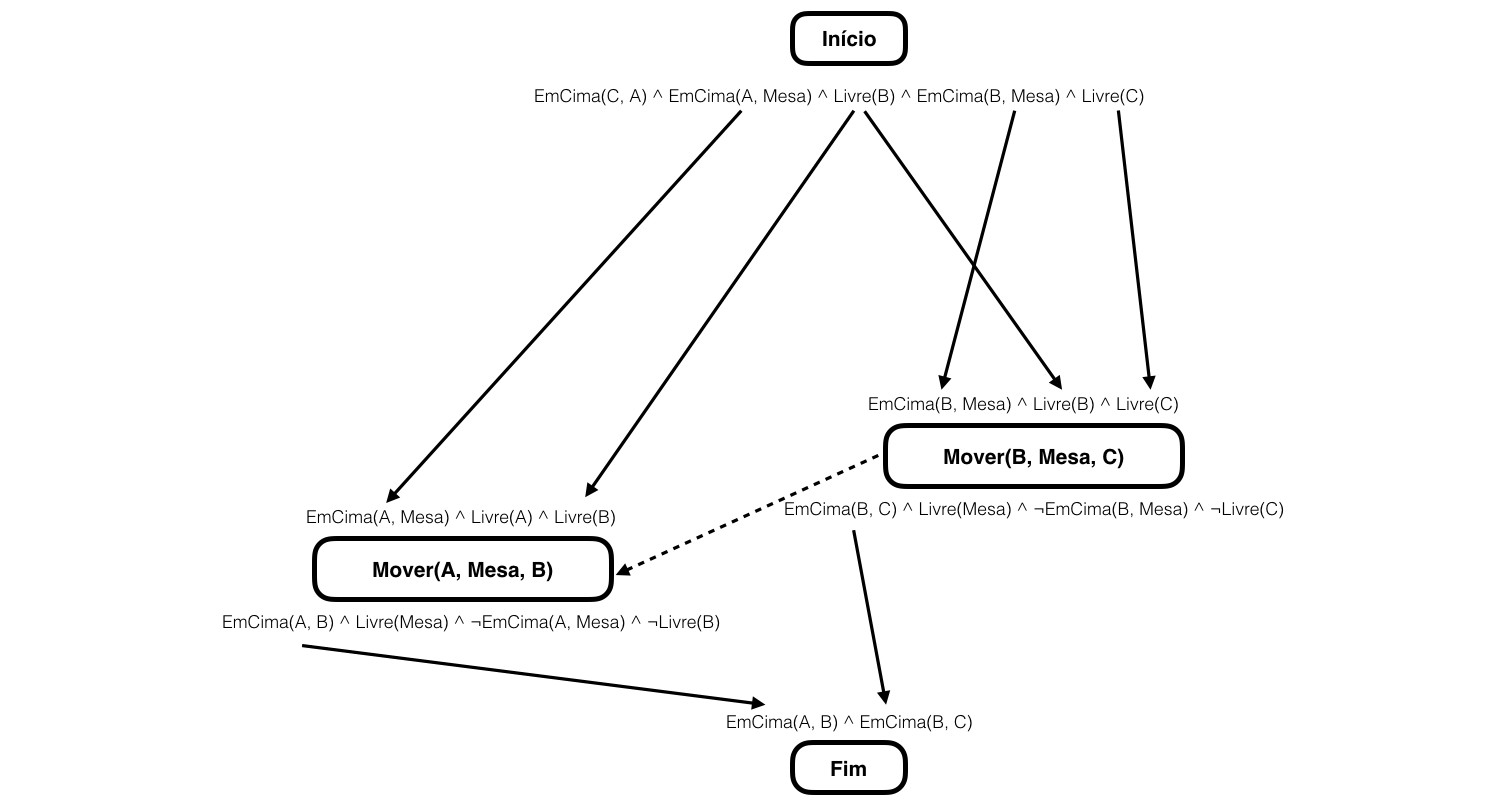 Início
EmCima(C, A) ^ EmCima(A, Mesa) ^ Livre(B) ^ EmCima(B, Mesa) ^ Livre(C)
EmCima(B, Mesa) ^ Livre(B) ^ Livre(C)
Mover(B, Mesa, C)
EmCima(B, C) ^ Livre(Mesa) ^ ¬EmCima(B, Mesa) ^ ¬Livre(C)
EmCima(A, Mesa) ^ Livre(A) ^ Livre(B)
Mover(A, Mesa, B)
EmCima(A, B) ^ Livre(Mesa) ^ ¬EmCima(A, Mesa) ^ ¬Livre(B)
EmCima(A, B) ^ EmCima(B, C)
Fim